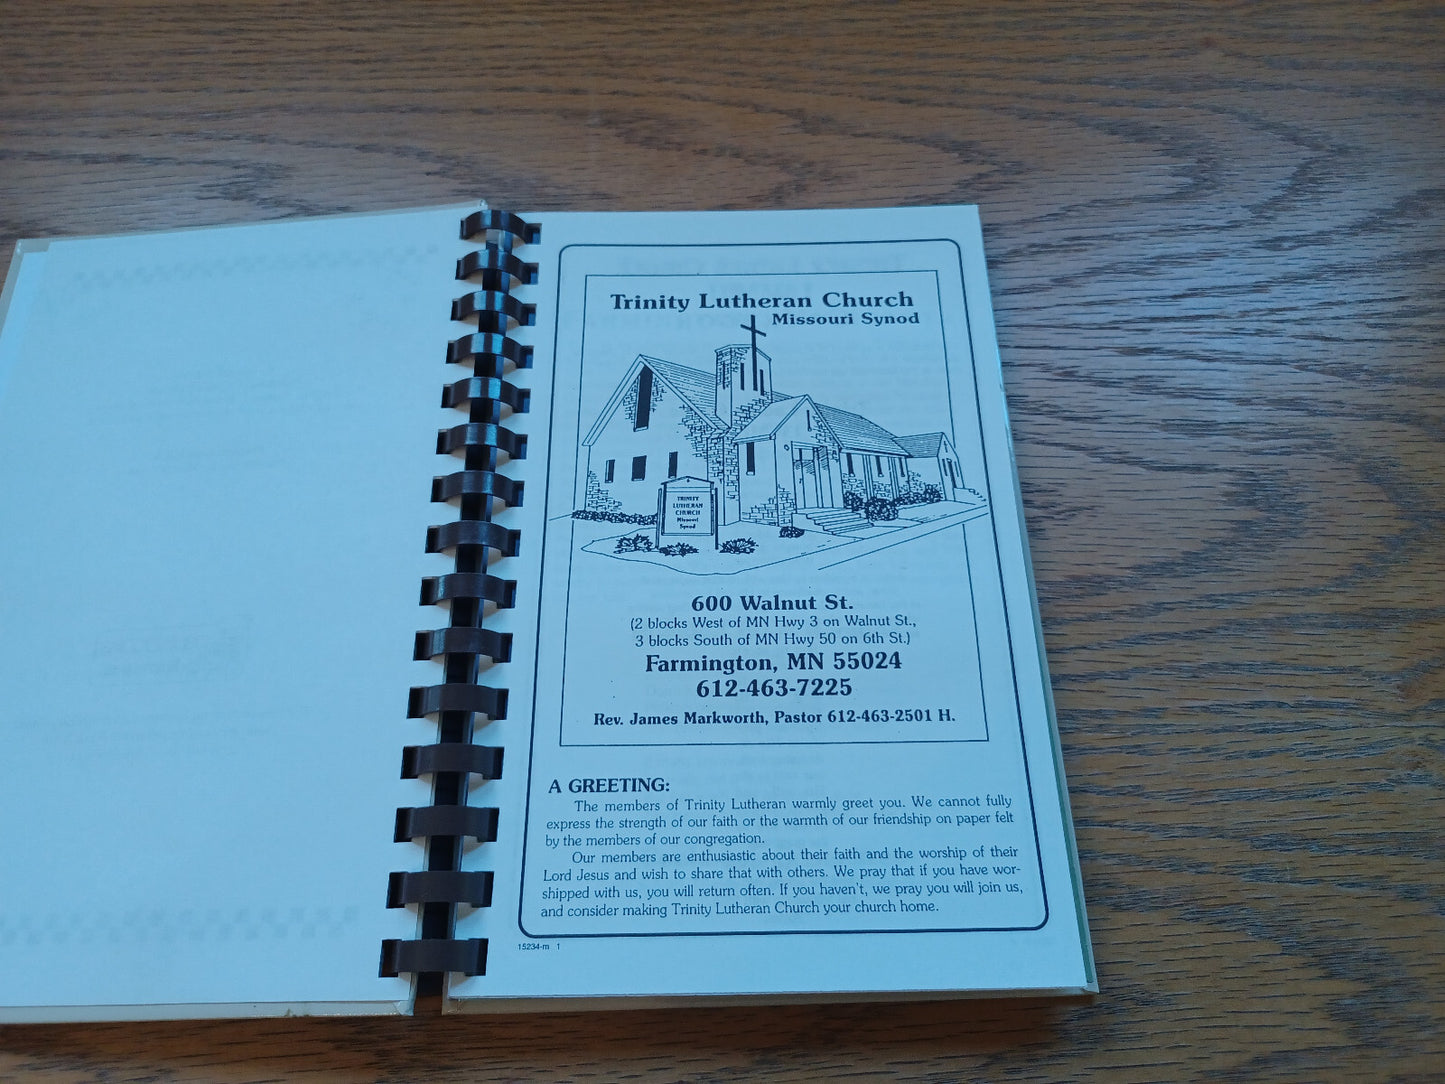 Trinity Lutheran Church
Missouri Synod
TRINITY
LUTHERAN
CHURCH
Missouri
Synod
600 Walnut St.
(2 blocks West of MN Hwy 3 on Walnut St.,
3 blocks South of MN Hwy 50 on 6th St.)
Farmington, MN 55024
612-463-7225
Rev. James Markworth, Pastor 612-463-2501 H.
A GREETING:
The members of Trinity Lutheran warmly greet you. We cannot fully
express the strength of our faith or the warmth of our friendship on paper felt
by the members of our congregation.
Our members are enthusiastic about their faith and the worship of their
Lord Jesus and wish to share that with others. We pray that if you have wor-
shipped with us, you will return often. If you haven't, we pray you will join us,
and consider making Trinity Lutheran Church your church home.
15234-m 1